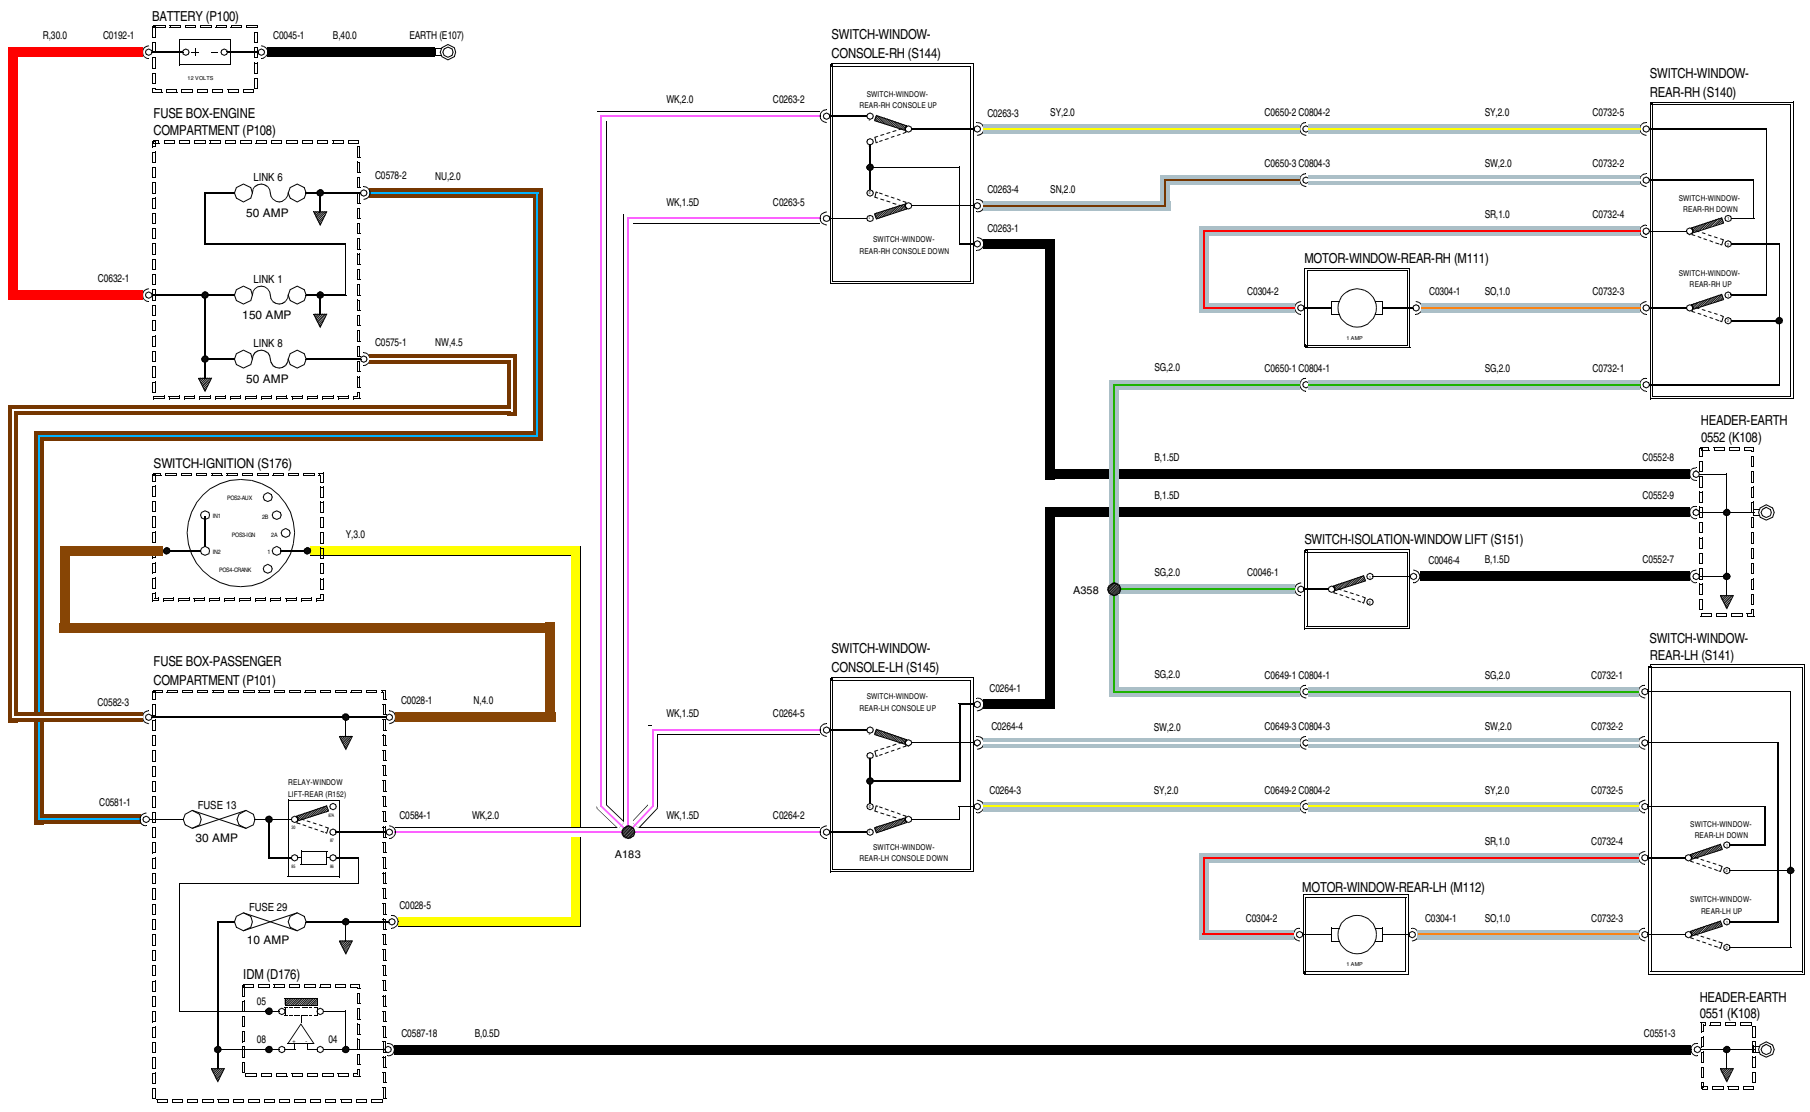 BATTERY (P100)
R,30.0
C0192-1
+ -
12 VOLTS
C0045-1
B,40.0
EARTH (E107)
FUSE BOX-ENGINE
COMPARTMENT (P108)
LINK 6
50 AMP
C0578-2
NU,2.0
C0632-1
LINK 1
150 AMP
LINK 8
50 AMP
C0575-1
NW,4.5
SWITCH-IGNITION (S176)
POS2-AUX
IN1
2B
POS3-IGN
2A
IN2
1
POS4-CRANK
Y,3.0
FUSE BOX-PASSENGER
COMPARTMENT (P101)
C0582-3
C0028-1
N,4.0
RELAY-WINDOW
LIFT-REAR (R152)
C0581-1
FUSE 13
30 AMP
87A
30
87
85
86
C0584-1
WK,2.0
FUSE 29
10 AMP
C0028-5
IDM (D176)
05
08
04
C0587-18
B,0.5D
WK,2.0
C0263-2
WK,1.5D
C0263-5
WK,1.5D
C0264-5
WK,1.5D
C0264-2
A183
SWITCH-WINDOW-
CONSOLE-RH (S144)
SWITCH-WINDOW-
REAR-RH CONSOLE UP
SWITCH-WINDOW-
REAR-RH CONSOLE DOWN
C0263-3
SY,2.0
C0650-2 C0804-2
SY,2.0
C0732-5
C0263-4
SN,2.0
C0650-3 C0804-3
SW,2.0
C0732-2
C0263-1
SR,1.0
C0732-4
MOTOR-WINDOW-REAR-RH (M111)
C0304-2
1 AMP
C0304-1
SO,1.0
C0732-3
SG,2.0
C0650-1 C0804-1
SG,2.0
C0732-1
SWITCH-WINDOW-
REAR-RH (S140)
SWITCH-WINDOW-
REAR-RH DOWN
SWITCH-WINDOW-
REAR-RH UP
HEADER-EARTH
0552 (K108)
B,1.5D
C0552-8
B,1.5D
C0552-9
SWITCH-ISOLATION-WINDOW LIFT (S151)
A358
SG,2.0
C0046-1
C0046-4
B,1.5D
C0552-7
SWITCH-WINDOW-
CONSOLE-LH (S145)
SWITCH-WINDOW-
REAR-LH CONSOLE UP
SWITCH-WINDOW-
REAR-LH CONSOLE DOWN
C0264-1
SG,2.0
C0649-1 C0804-1
SG,2.0
C0732-1
C0264-4
SW,2.0
C0649-3 C0804-3
SW,2.0
C0732-2
C0264-3
SY,2.0
C0649-2 C0804-2
SY,2.0
C0732-5
SR,1.0
C0732-4
MOTOR-WINDOW-REAR-LH (M112)
C0304-2
1 AMP
C0304-1
SO,1.0
C0732-3
SWITCH-WINDOW-
REAR-LH (S141)
SWITCH-WINDOW-
REAR-LH DOWN
SWITCH-WINDOW-
REAR-LH UP
HEADER-EARTH
0551 (K108)
C0551-3